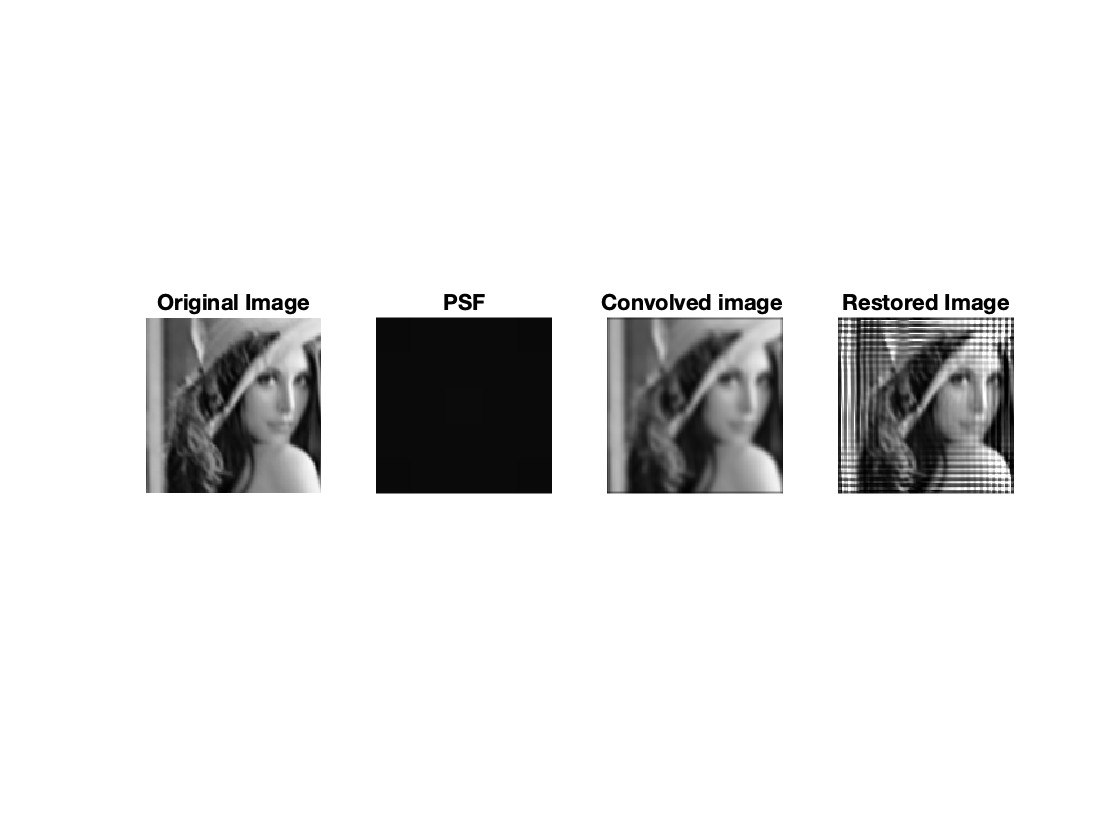 Original Image
PSF
Convolved image
Restored Image